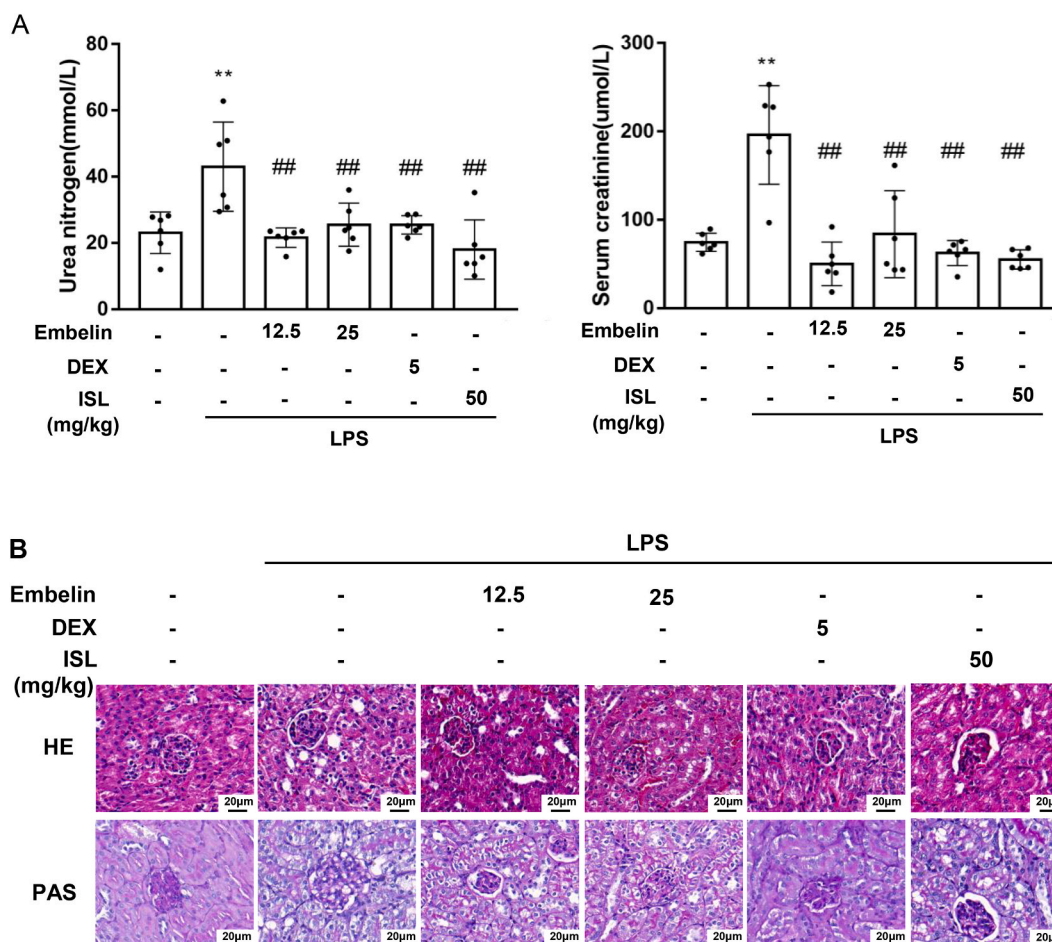 A
Urea nitrogen(mmol/L)
80
60
40
20
0
**
## ## ## ##
Embelin - - 12.5 25 - -
DEX - - - - 5 -
ISL - - - - - 50
(mg/kg)
LPS
Serum creatinine(umol/L)
300
200
100
0
**
## ## ## ##
Embelin - - 12.5 25 - -
DEX - - - - 5 -
ISL - - - - - 50
(mg/kg)
LPS
B
LPS
Embelin - - 12.5 25 - -
DEX - - - - 5 -
ISL - - - - - 50
(mg/kg)
HE
20μm 20μm 20μm 20μm 20μm 20μm
PAS
20μm 20μm 20μm 20μm 20μm 20μm